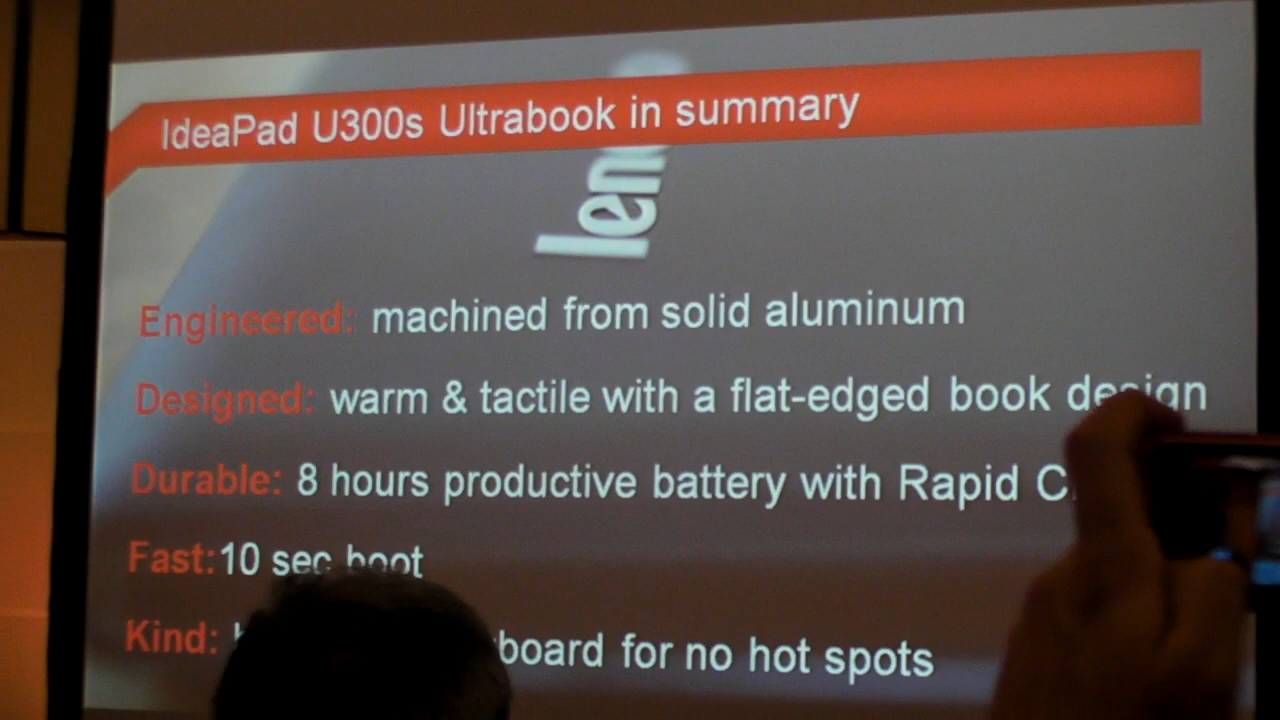 IdeaPad U300s Ultrabook in summary
len
Engineered: machined from solid aluminum
Designed: warm & tactile with a flat-edged book design
Durable: 8 hours productive battery with Rapid C
Fast: 10 sec boot
Kind: board for no hot spots